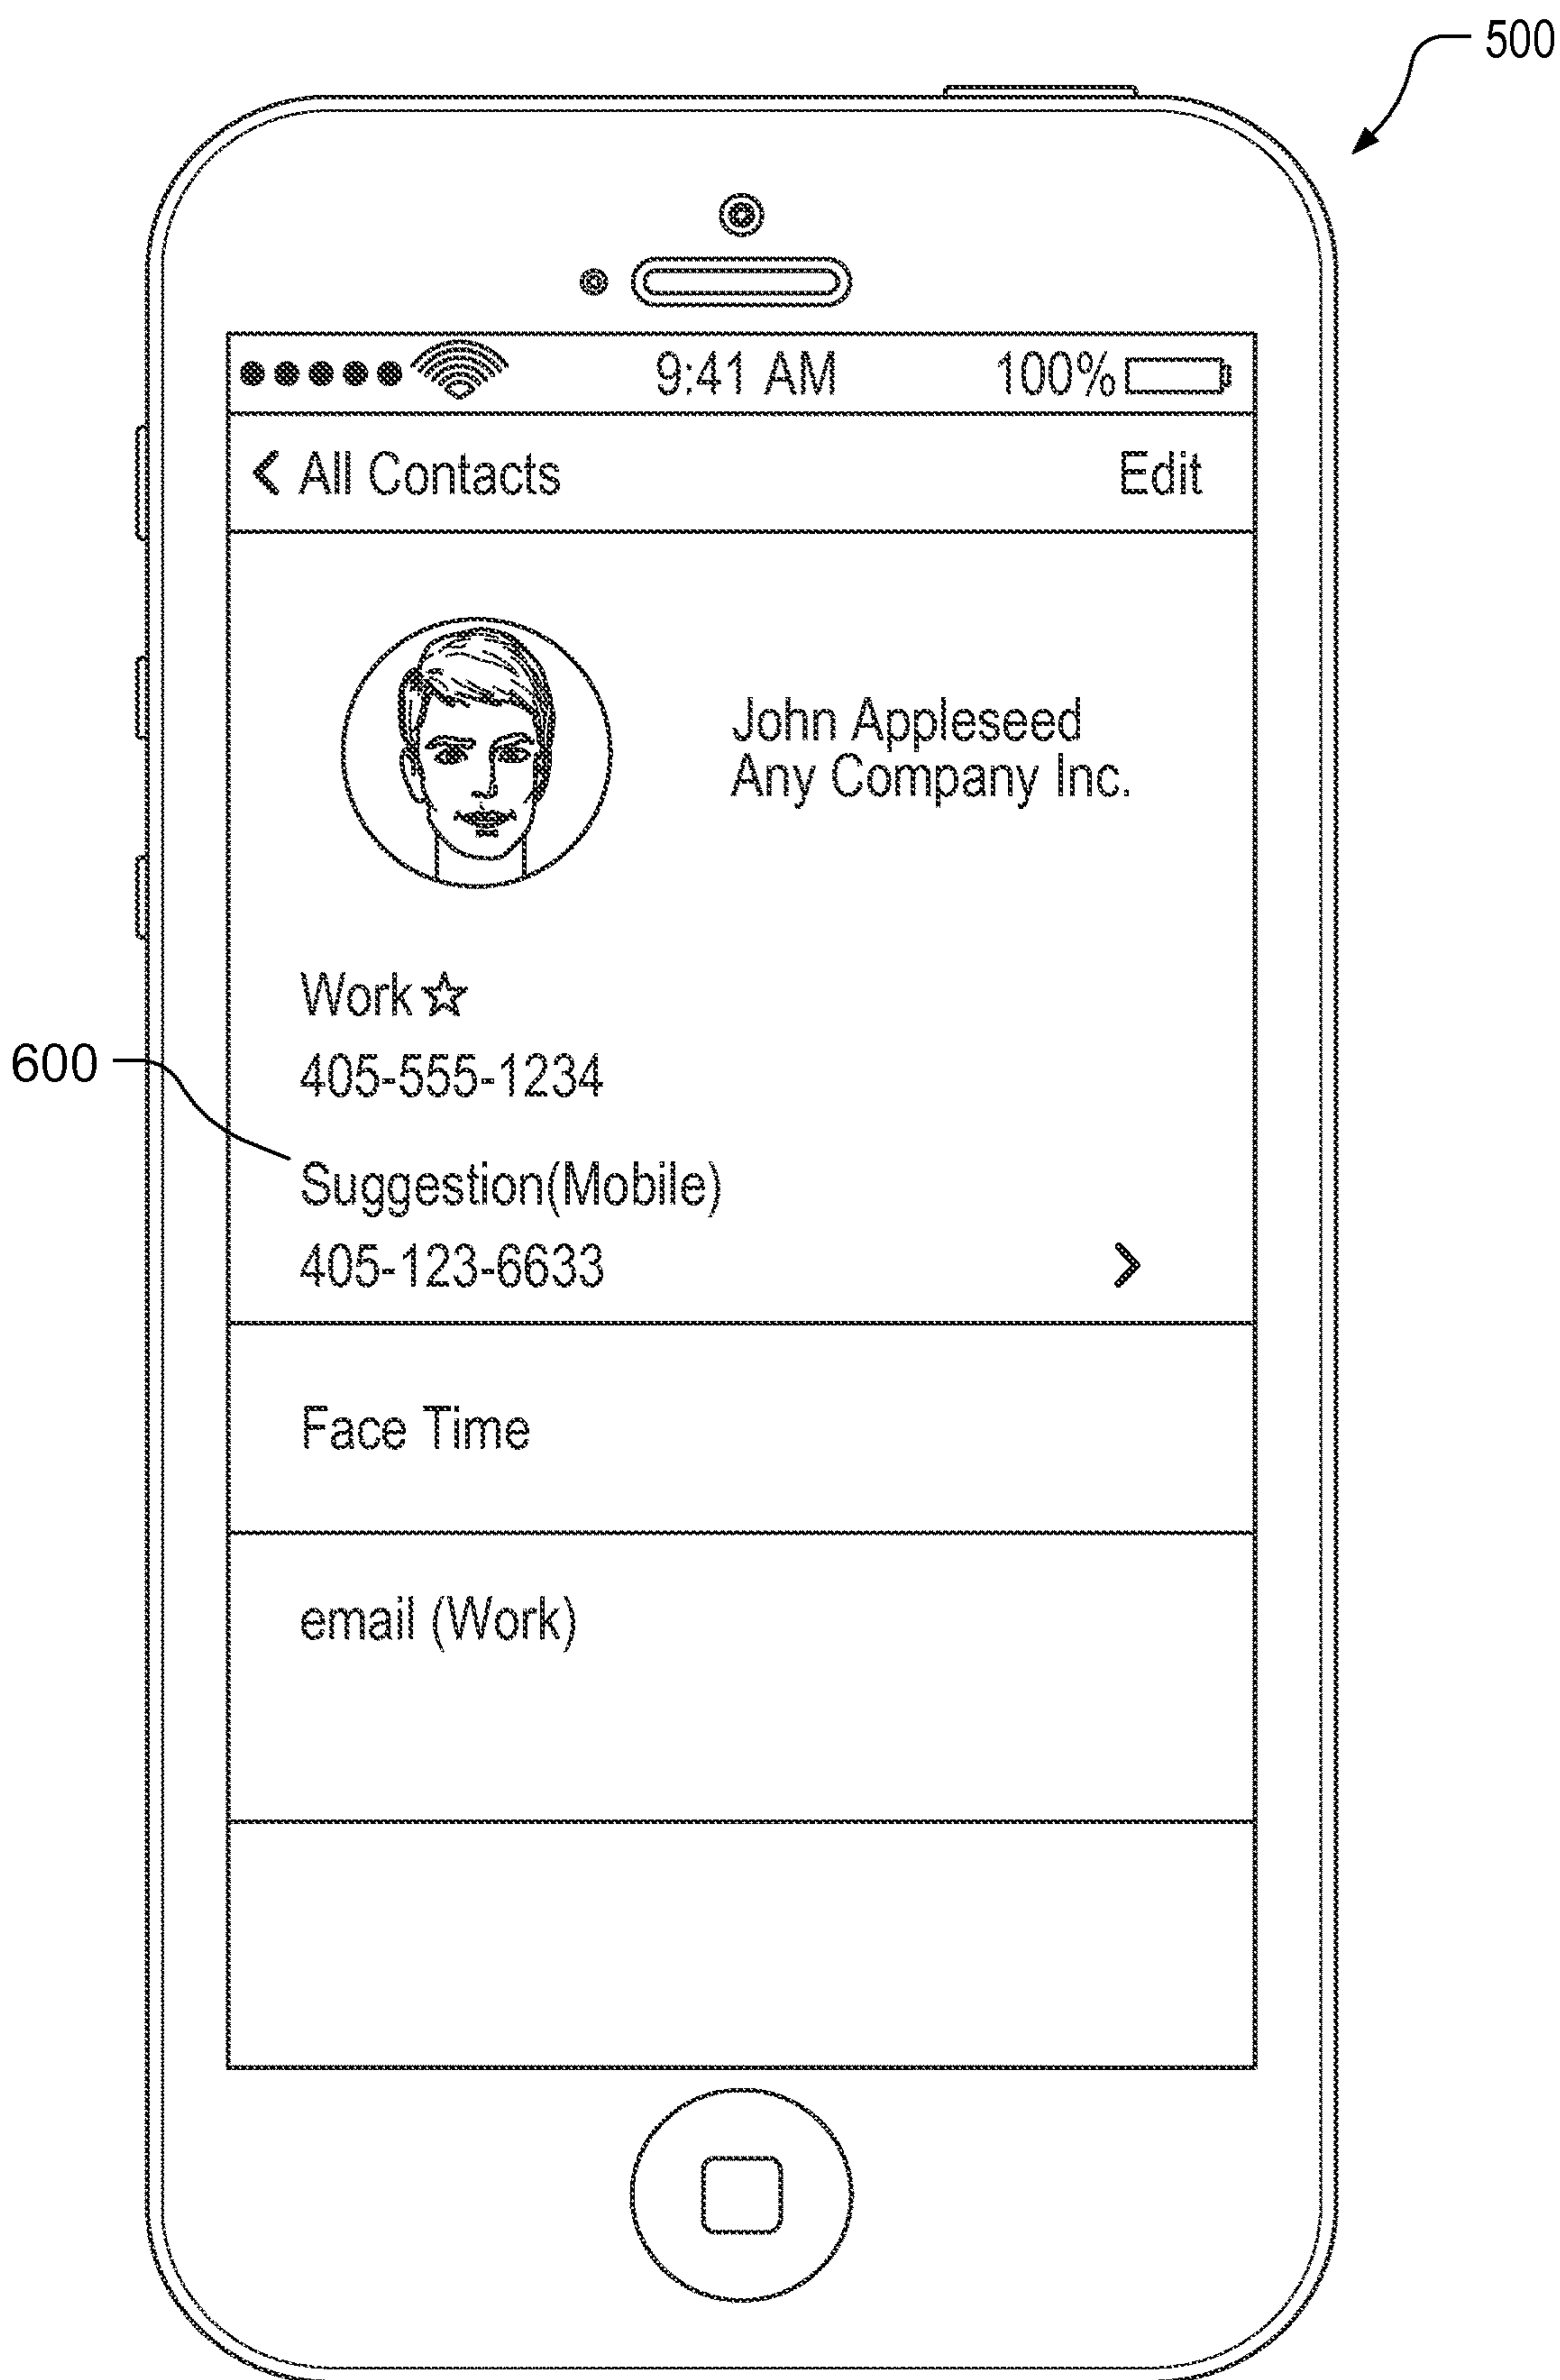 500
9:41 AM 100%
All Contacts Edit
John Appleseed
Any Company Inc.
Work
405-555-1234
600
Suggestion(Mobile)
405-123-6633
Face Time
email (Work)